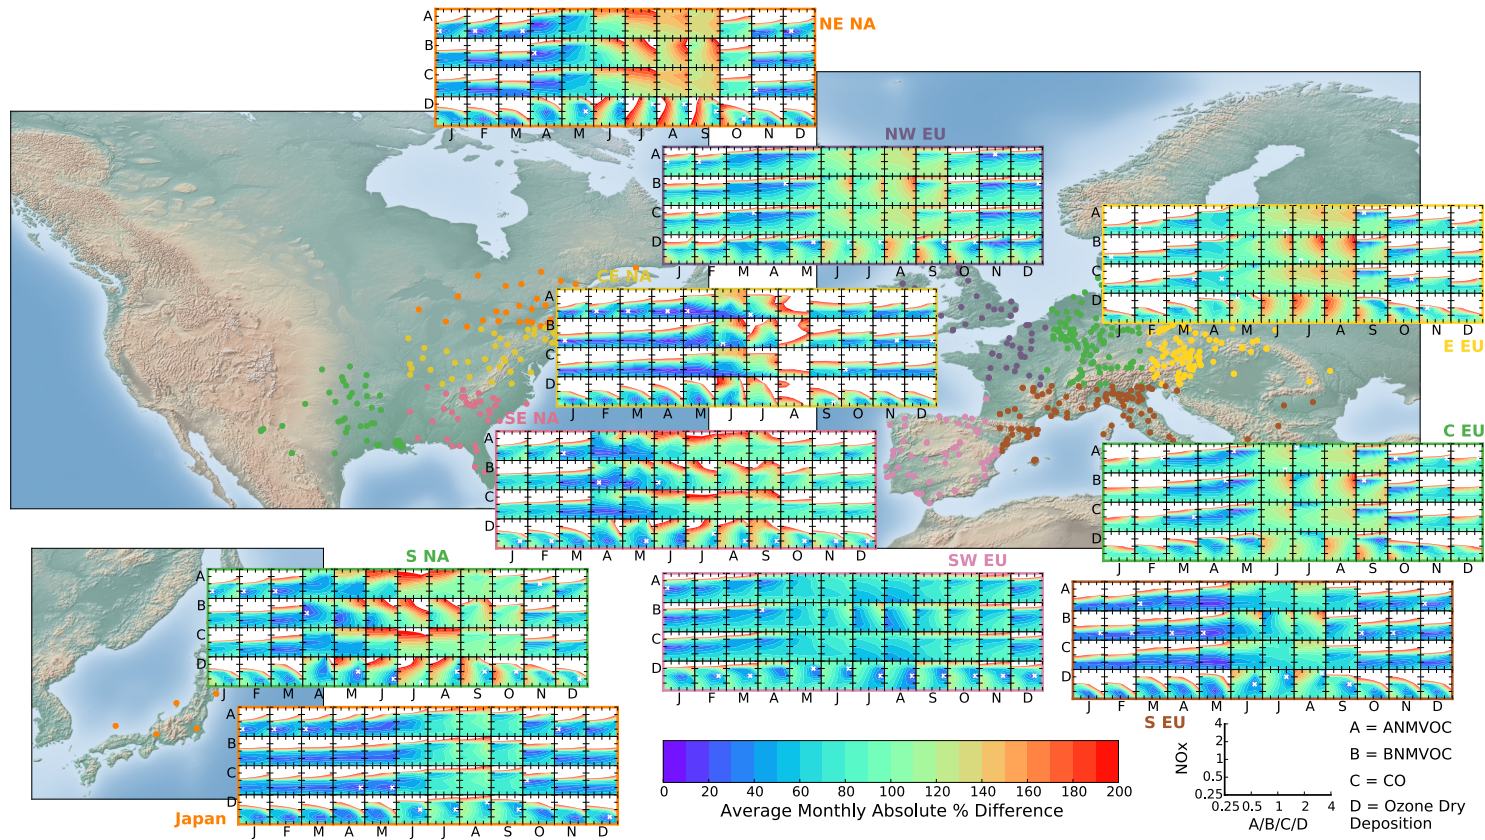 NE NA
A
B
C
D
J F M A M J J A S O N D
NW EU
A
B
C
D
J F M A M J J A S O N D
A
B
C
D
J F M A M J J A S O N D
E EU
CE NA
A
B
C
D
J F M A M J J A S O N D
SE NA
A
B
C
D
J F M A M J J A S O N D
C EU
A
B
C
D
J F M A M J J A S O N D
S NA
A
B
C
D
J F M A M J J A S O N D
SW EU
A
B
C
D
J F M A M J J A S O N D
A
B
C
D
J F M A M J J A S O N D
S EU
A
B
C
D
Japan
J F M A M J J A S O N D
0 20 40 60 80 100 120 140 160 180 200
Average Monthly Absolute % Difference
NOx
4
2
1
0.5
0.25
0.25 0.5 1 2 4
A/B/C/D
A = ANMVOC
B = BNMVOC
C = CO
D = Ozone Dry
Deposition